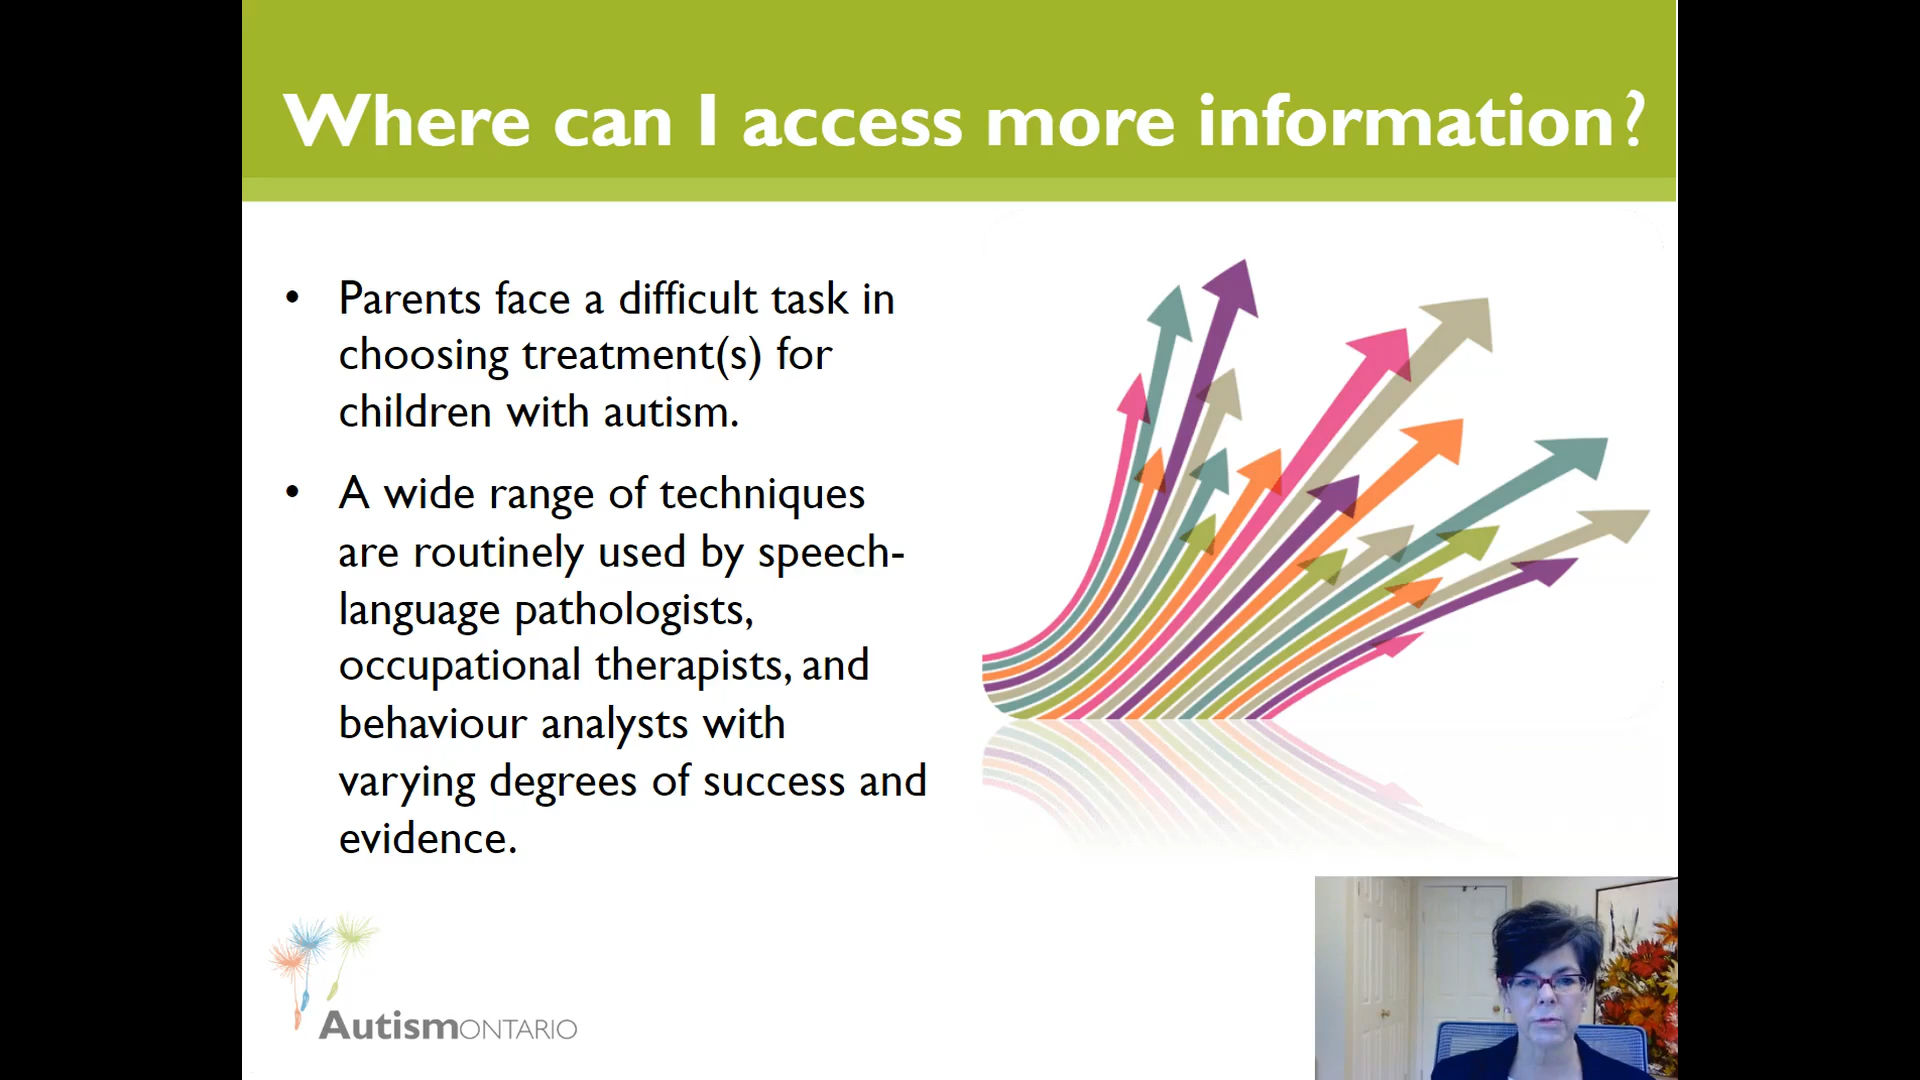 Where can I access more information?
• Parents face a difficult task in
choosing treatment(s) for
children with autism.
• A wide range of techniques
are routinely used by speech-
language pathologists,
occupational therapists, and
behaviour analysts with
varying degrees of success and
evidence.
AutismONTARIO